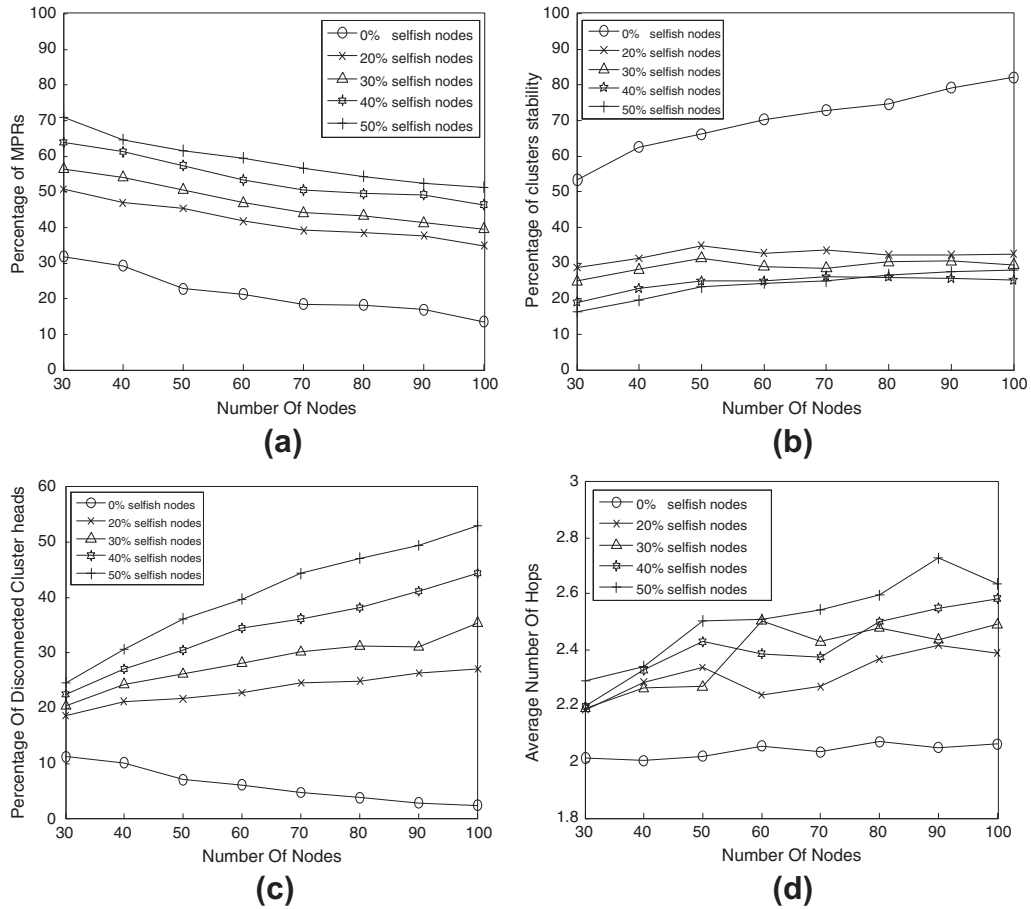 100
90
80
70
60
50
40
30
20
10
0
Percentage of MPRs
0% selfish nodes
20% selfish nodes
30% selfish nodes
40% selfish nodes
50% selfish nodes
30 40 50 60 70 80 90 100
Number Of Nodes
(a)
100
90
80
70
60
50
40
30
20
10
0
Percentage of clusters stability
0% selfish nodes
20% selfish nodes
30% selfish nodes
40% selfish nodes
50% selfish nodes
30 40 50 60 70 80 90 100
Number Of Nodes
(b)
60
50
40
30
20
10
0
Percentage Of Disconneted Cluster heads
0% selfish nodes
20% selfish nodes
30% selfish nodes
40% selfish nodes
50% selfish nodes
30 40 50 60 70 80 90 100
Number Of Nodes
(c)
3
2.8
2.6
2.4
2.2
2
1.8
Average Number Of Hops
0% selfish nodes
20% selfish nodes
30% selfish nodes
40% selfish nodes
50% selfish nodes
30 40 50 60 70 80 90 100
Number Of Nodes
(d)